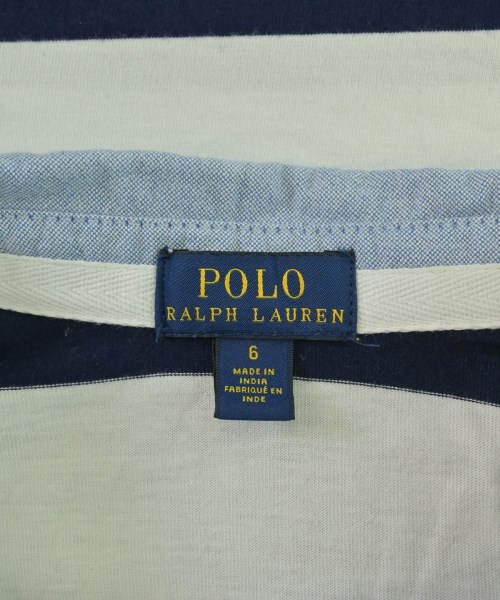 POLO
RALPH LAUREN
6
MADE IN
INDIA
FABRIQUÉ EN
INDE